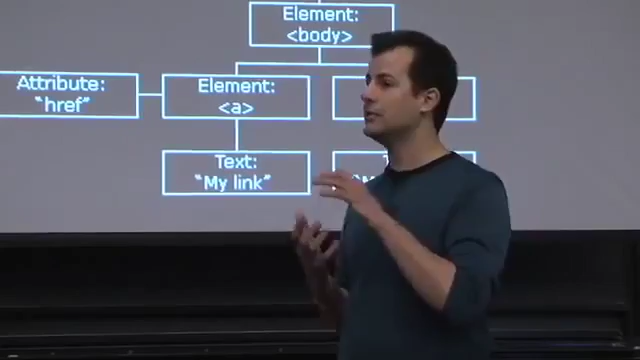 Element:
<body>
Attribute:
"href"
Element:
<a>
Text:
"My link"